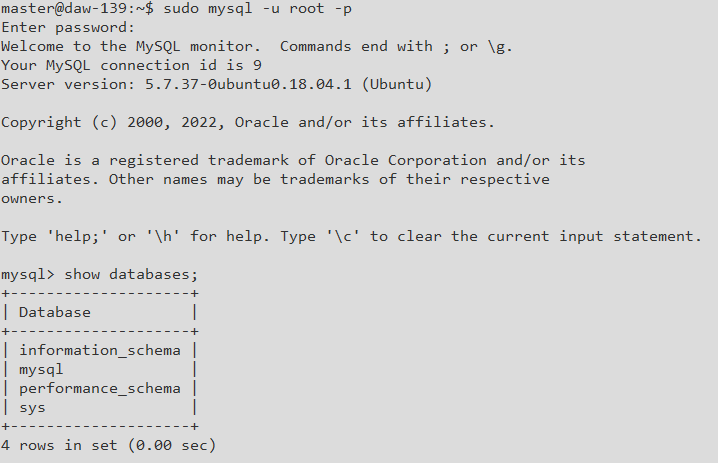 master@daw-139:~$ sudo mysql -u root -p
Enter password:
Welcome to the MySQL monitor.  Commands end with ; or \g.
Your MySQL connection id is 9
Server version: 5.7.37-0ubuntu0.18.04.1 (Ubuntu)

Copyright (c) 2000, 2022, Oracle and/or its affiliates.

Oracle is a registered trademark of Oracle Corporation and/or its
affiliates. Other names may be trademarks of their respective
owners.

Type 'help;' or '\h' for help. Type '\c' to clear the current input statement.

mysql> show databases;
+--------------------+
| Database           |
+--------------------+
| information_schema |
| mysql              |
| performance_schema |
| sys                |
+--------------------+
4 rows in set (0.00 sec)